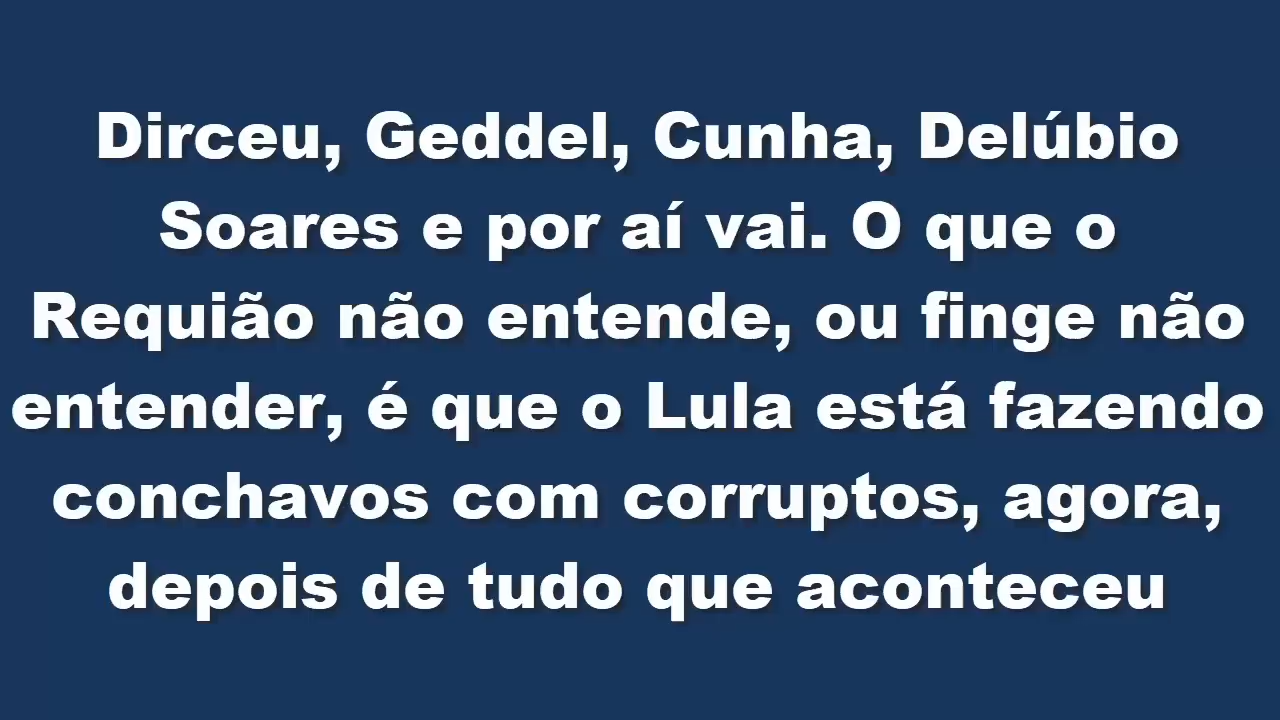 Dirceu, Geddel, Cunha, Delúbio
Soares e por aí vai. O que o
Requião não entende, ou finge não
entender, é que o Lula está fazendo
conchavos com corruptos, agora,
depois de tudo que aconteceu